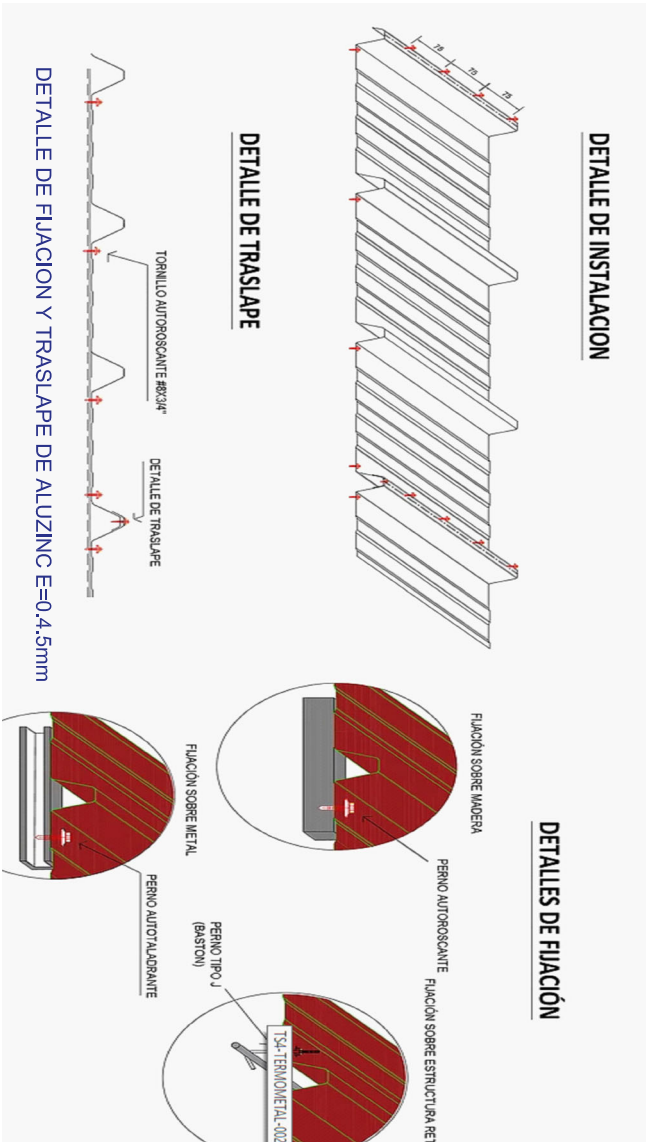 DETALLE DE INSTALACION
75
75
75
DETALLE DE TRASLAPE
TORNILLO AUTOROSCANTE #8X3/4"
DETALLE DE TRASLAPE
DETALLE DE FIJACION Y TRASLAPE DE ALUZINC E=0.4.5mm
DETALLES DE FIJACIÓN
FIJACIÓN SOBRE MADERA
PERNO AUTOROSCANTE
FIJACIÓN SOBRE METAL
PERNO AUTOTALADRANTE
FIJACIÓN SOBRE ESTRUCTURA RET
PERNO TIPO J
(BASTON)
TS4-TERMOMETAL-002